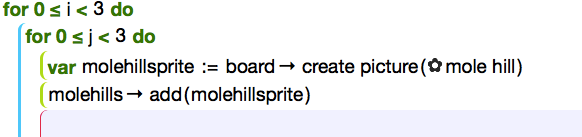 for 0 ≤ i < 3 do
for 0 ≤ j < 3 do
var molehillsprite := board → create picture(✿ mole hill)
molehills → add(molehillsprite)